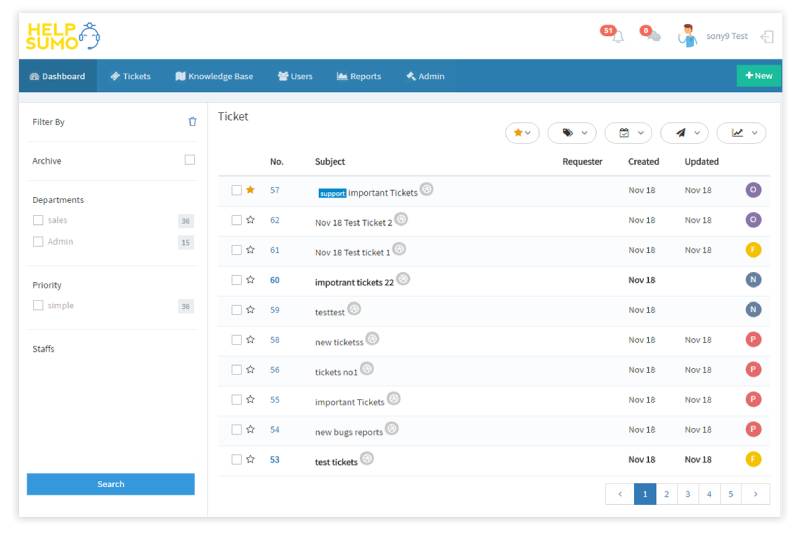 HELP
SUMO
51
0
sony9 Test
Dashboard
Tickets
Knowledge Base
Users
Reports
Admin
+ New
Filter By
Archive
Departments
sales 36
Admin 15
Priority
simple 36
Staffs
Search
Ticket
No. Subject Requester Created Updated
57 support Important Tickets Nov 18 Nov 18 O
62 Nov 18 Test Ticket 2 Nov 18 Nov 18 O
61 Nov 18 Test ticket 1 Nov 18 Nov 18 F
60 impotrant tickets 22 Nov 18 N
59 testtest Nov 18 N
58 new ticketss Nov 18 Nov 18 P
56 tickets no1 Nov 18 Nov 18 P
55 important Tickets Nov 18 Nov 18 P
54 new bugs reports Nov 18 Nov 18 P
53 test tickets Nov 18 Nov 18 F
< 1 2 3 4 5 >